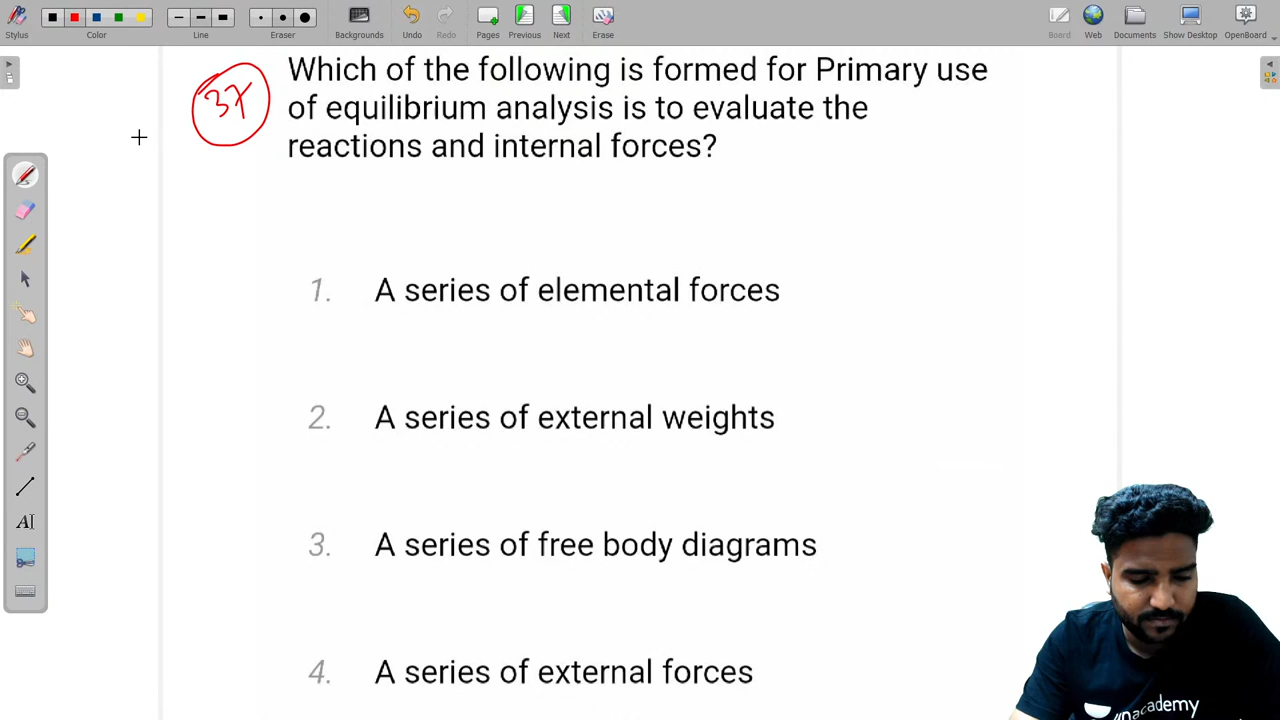 Stylus
Color
Line
Eraser
Backgrounds
Undo
Redo
Pages
Previous
Next
Erase
Board
Web
Documents
Show Desktop
OpenBoard
37
Which of the following is formed for Primary use
of equilibrium analysis is to evaluate the
reactions and internal forces?
1. A series of elemental forces
2. A series of external weights
3. A series of free body diagrams
4. A series of external forces
AI
unacademy